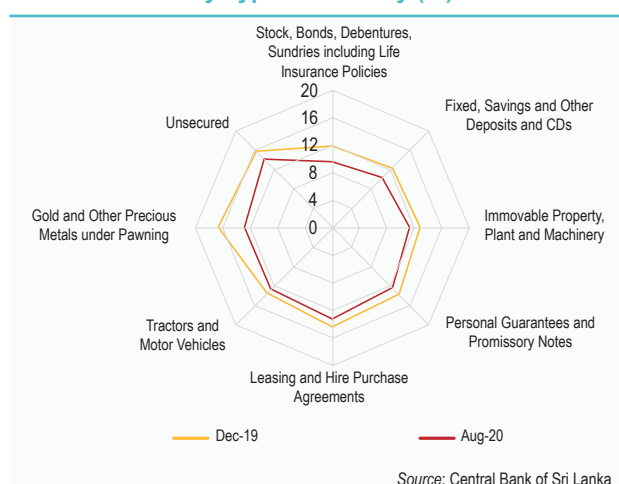 Stock, Bonds, Debentures,
Sundries including Life
Insurance Policies
20
16
12
8
4
0
Fixed, Savings and Other
Deposits and CDs
Unsecured
Gold and Other Precious
Metals under Pawning
Immovable Property,
Plant and Machinery
Tractors and
Motor Vehicles
Personal Guarantees and
Promissory Notes
Leasing and Hire Purchase
Agreements
Dec-19
Aug-20
Source: Central Bank of Sri Lanka